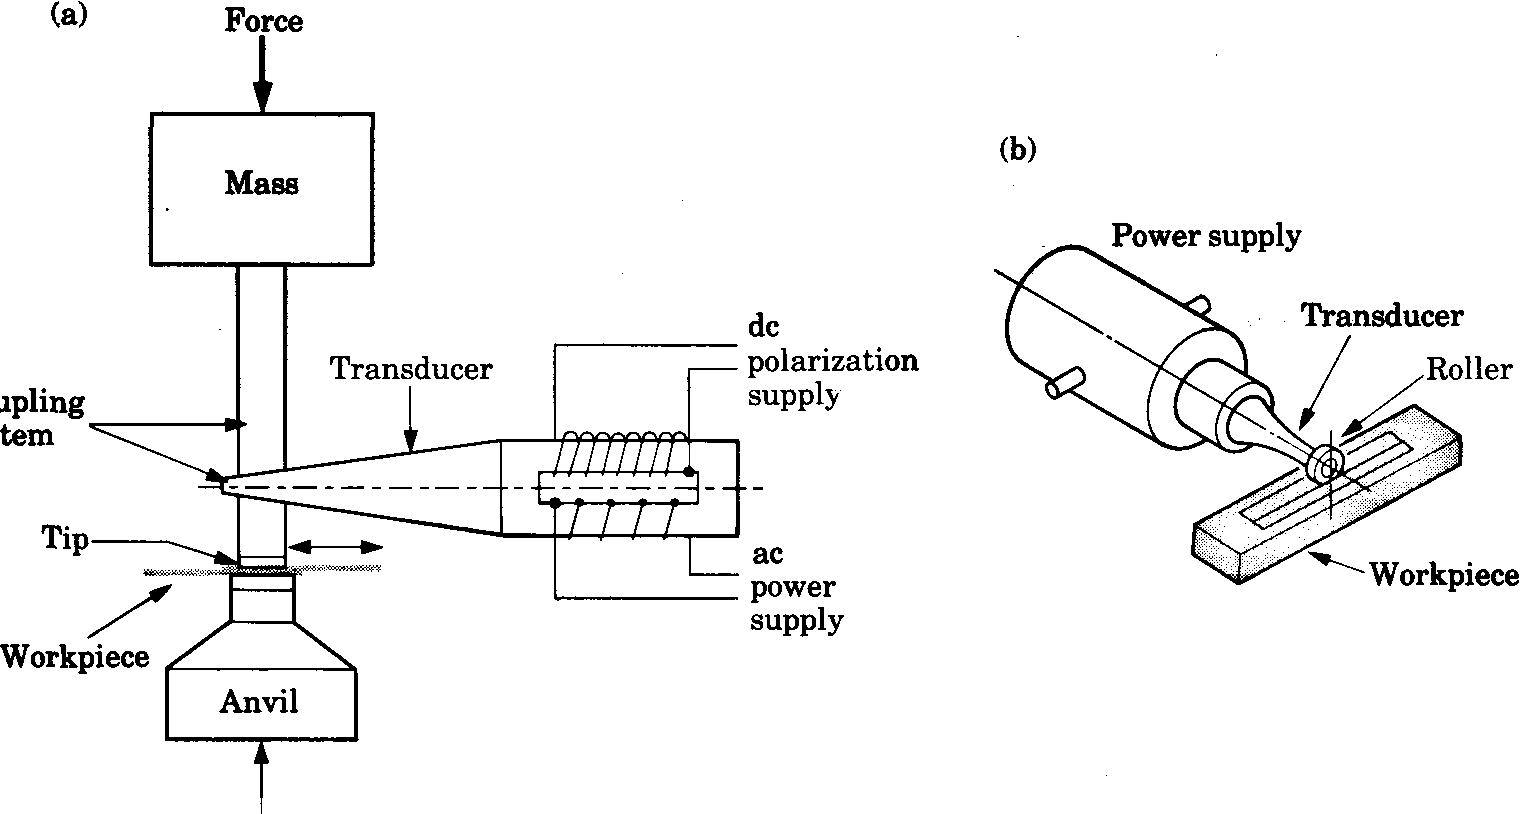 (a)
Force
Mass
dc
polarization
supply
Transducer
upling
tem
Tip
ac
power
supply
Workpiece
Anvil
(b)
Power supply
Transducer
Roller
Workpiece